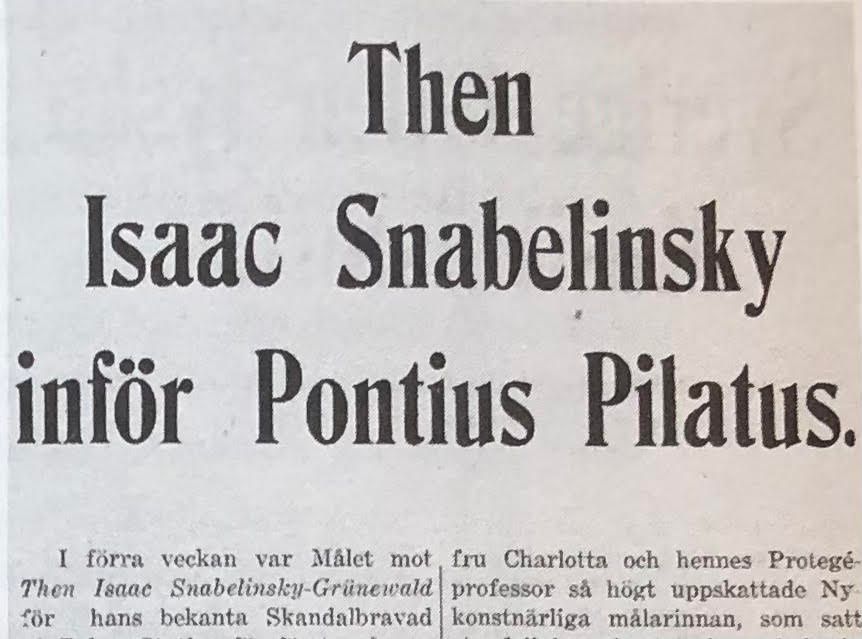 Then
Isaac Snabelinsky
inför Pontius Pilatus.
I förra veckan var Målet mot
Then Isaac Snabelinsky-Grünewald
för hans bekanta Skandalbravad
fru Charlotta och hennes Protegé-
professor så högt uppskattade Ny-
konstnärliga målarinnan, som satt